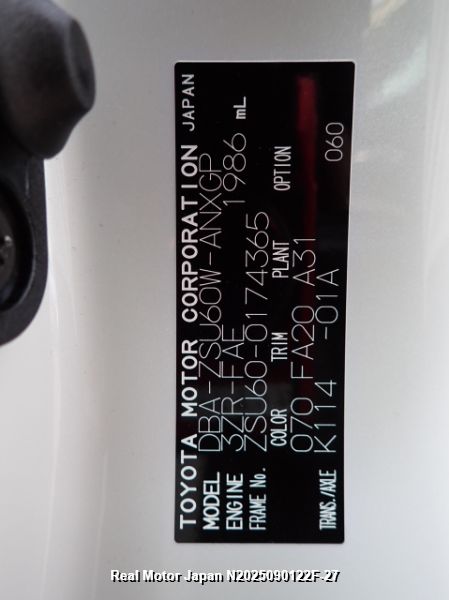 TOYOTA MOTOR CORPORATION JAPAN
MODEL DBA-ZSU60W-ANXGP
ENGINE 3ZR-FAE 1986 mL
FRAME No. ZSU60-0174365
COLOR TRIM PLANT OPTION
070 FA20 A31 060
TRANS./AXLE K114 -01A
Real Motor Japan N2025090122F-27